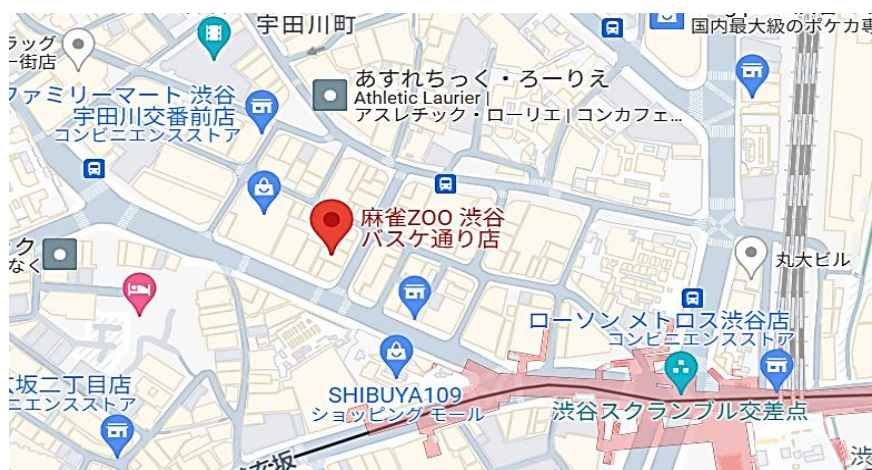 宇田川町
国内最大級のポケカ専
ラッグ
一街店
あすれちっく・ろーりえ
Athletic Laurier |
アスレチック・ローリエ | コンカフェ...
ファミリーマート 渋谷
宇田川交番前店
コンビニエンスストア
麻雀ZOO 渋谷
バスケ通り店
ク
なく
丸大ビル
ローソン メトロス渋谷店
コンビニエンスストア
坂二丁目店
ニエンスストア
SHIBUYA109
ショッピング モール
渋谷スクランブル交差点
玄坂
渋